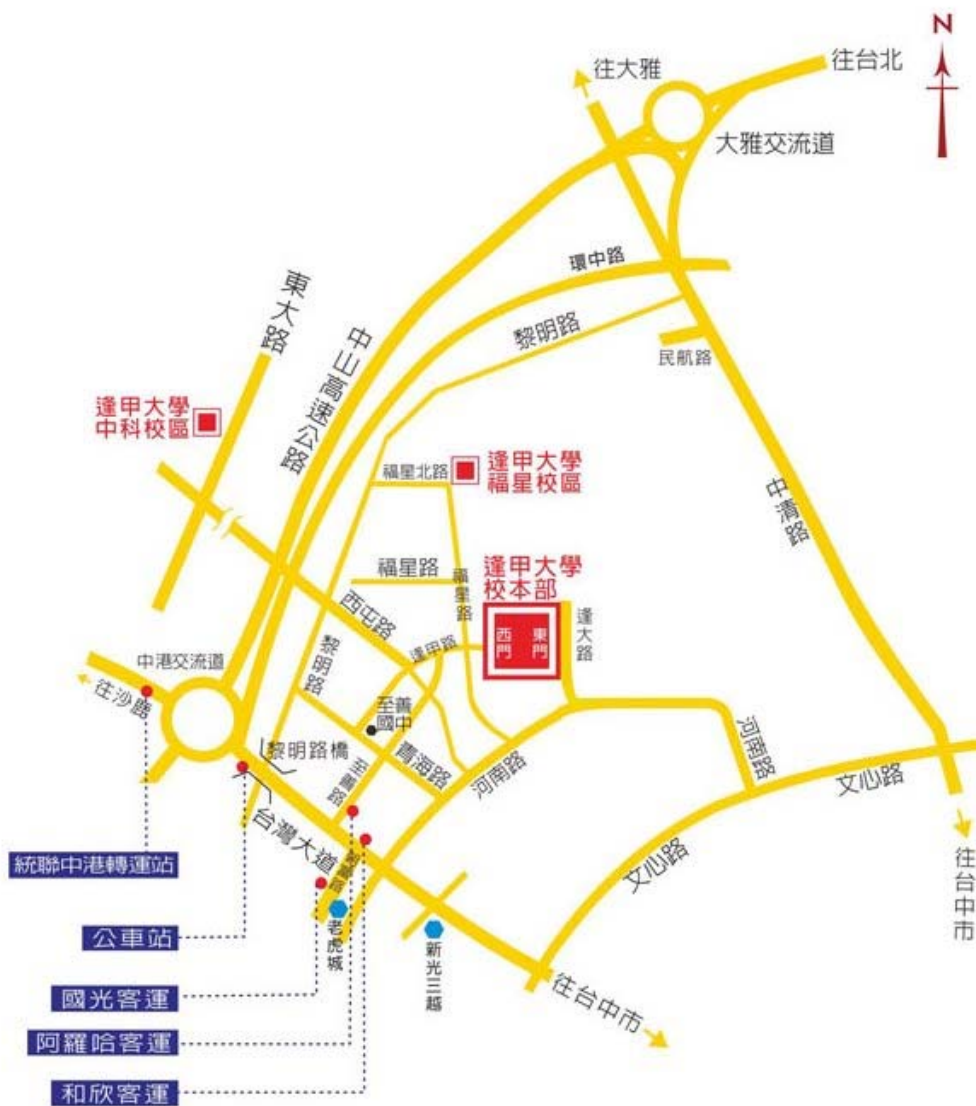 N
往台北
往大雅
大雅交流道
環中路
東大路
黎明路
中山高速公路
民航路
逢甲大學
中科校區
逢甲大學
福星校區
福星北路
中清路
逢甲大學
校本部
福星路
福星路
西門
東門
逢大路
西屯路
逢甲路
黎明路
中港交流道
往沙鹿
至善
國中
黎明路橋
青海路
河南路
河南路
至善路
文心路
文心路
台灣大道
往台中市
統聯中港轉運站
公車站
老虎城
新光三越
國光客運
往台中市
阿羅哈客運
和欣客運